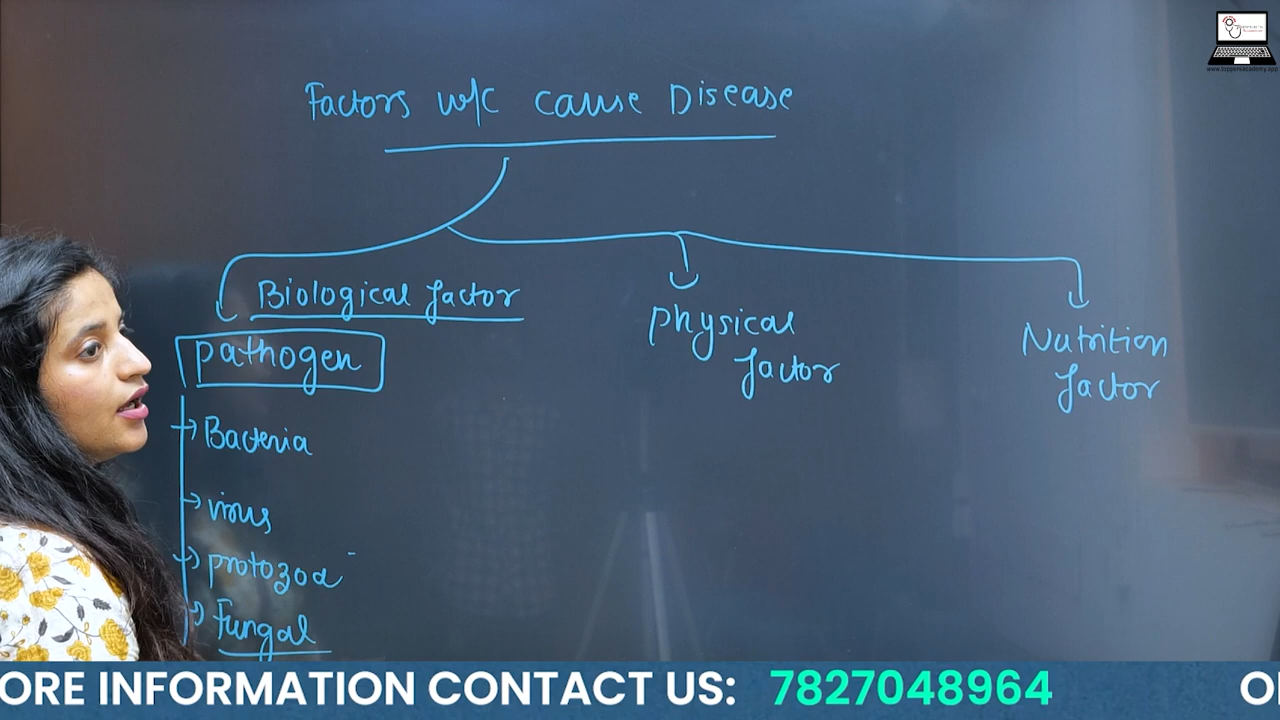 Factors w/c cause Disease
Biological factor
pathogen
Bacteria
virus
protozoa
Fungal
Physical
factor
Nutrition
factor
ORE INFORMATION CONTACT US: 7827048964